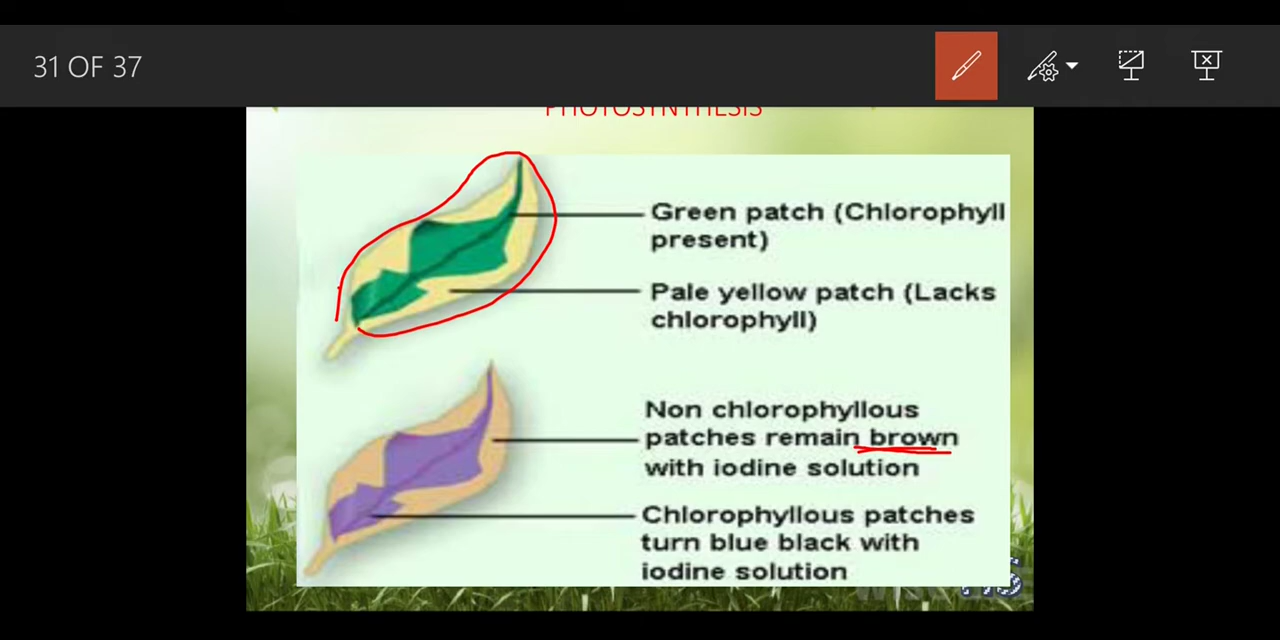 31 OF 37
PHOTOSYNTHESIS
Green patch (Chlorophyll
present)
Pale yellow patch (Lacks
chlorophyll)
Non chlorophyllous
patches remain brown
with iodine solution
Chlorophyllous patches
turn blue black with
iodine solution